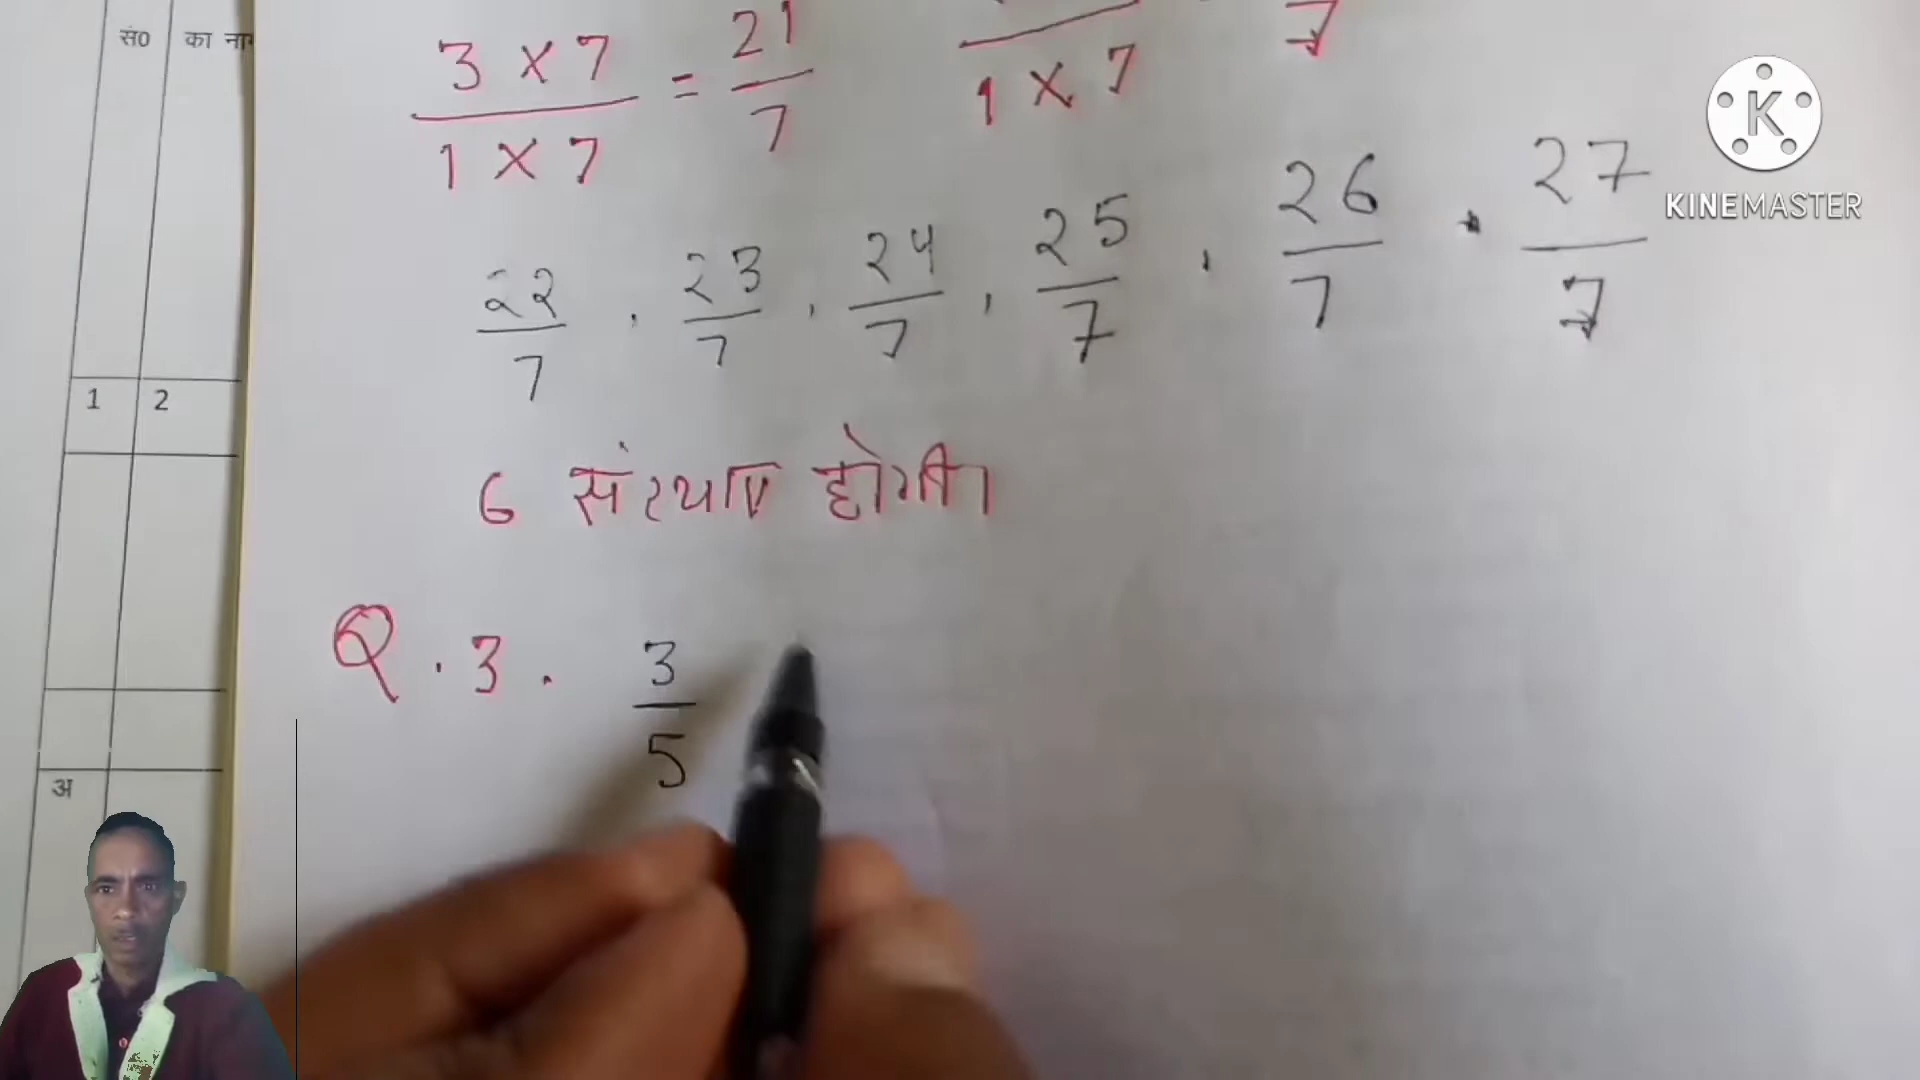 सं0 का ना
3 × 7 / 1 × 7 = 21 / 7
1 × 7 7
22/7 , 23/7 , 24/7 , 25/7 , 26/7 , 27/7
6 संख्याएं होगी।
Q.3. 3/5
1 2
अ
K
KINEMASTER